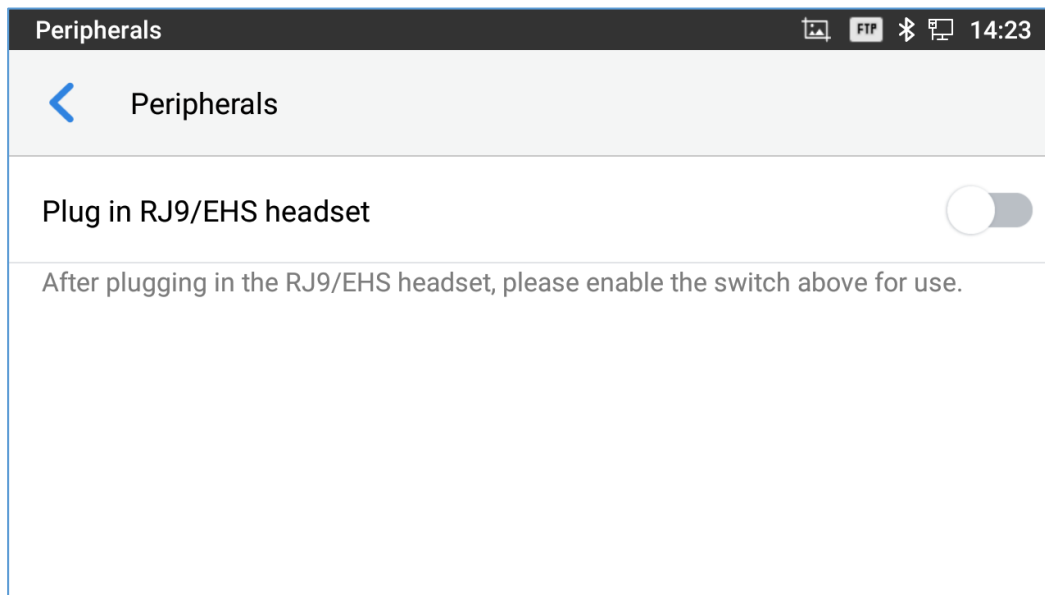 Peripherals FTP 14:23
Peripherals
Plug in RJ9/EHS headset
After plugging in the RJ9/EHS headset, please enable the switch above for use.